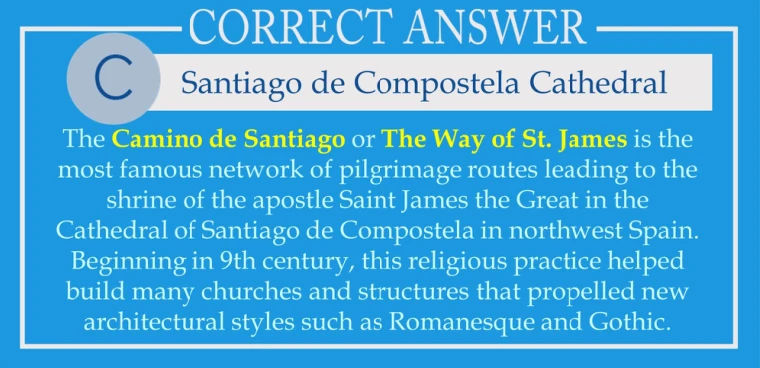 CORRECT ANSWER
C
Santiago de Compostela Cathedral
The Camino de Santiago or The Way of St. James is the
most famous network of pilgrimage routes leading to the
shrine of the apostle Saint James the Great in the
Cathedral of Santiago de Compostela in northwest Spain.
Beginning in 9th century, this religious practice helped
build many churches and structures that propelled new
architectural styles such as Romanesque and Gothic.